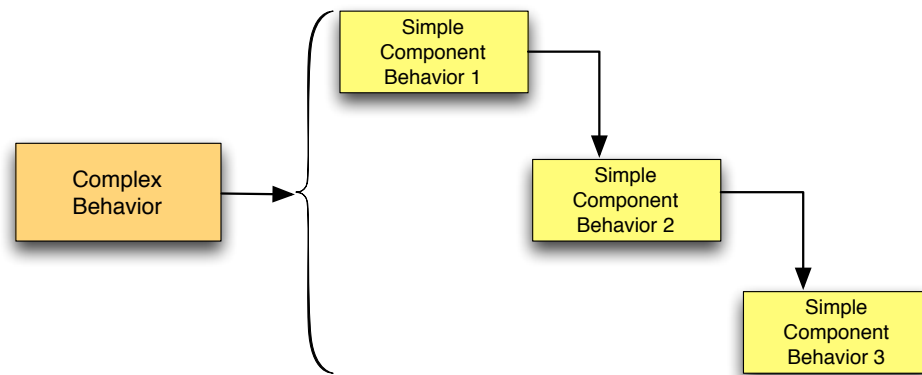 Simple
Component
Behavior 1
Complex
Behavior
Simple
Component
Behavior 2
Simple
Component
Behavior 3